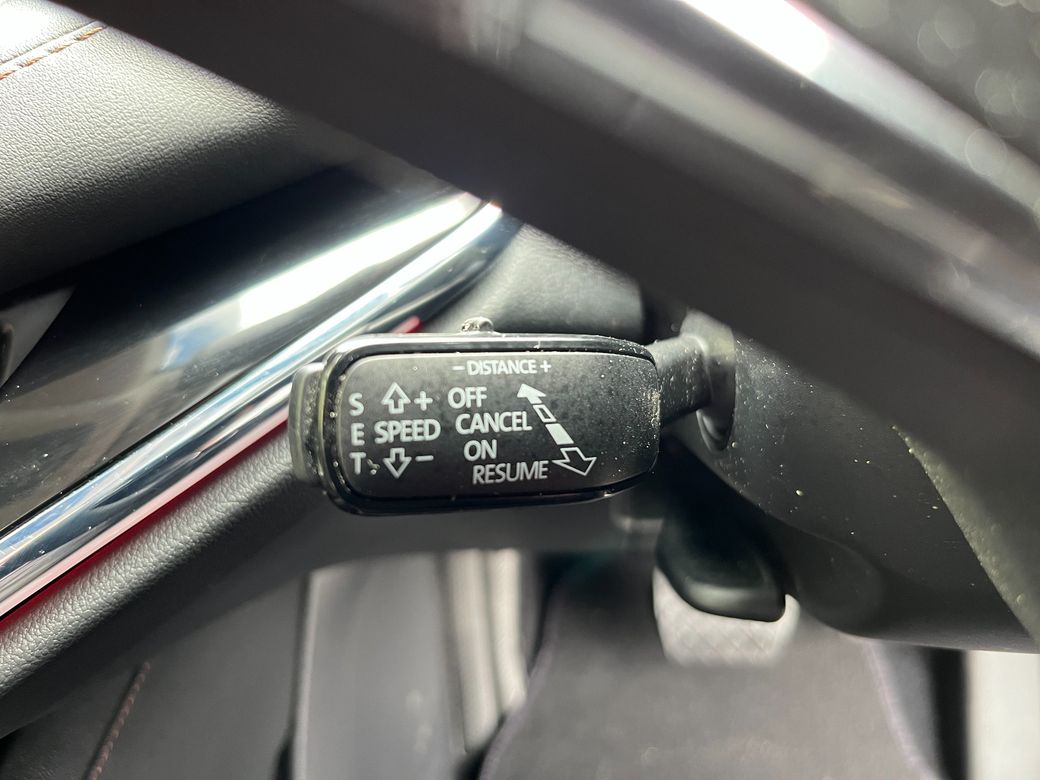 - DISTANCE +
S + OFF
E SPEED CANCEL
T - ON
RESUME